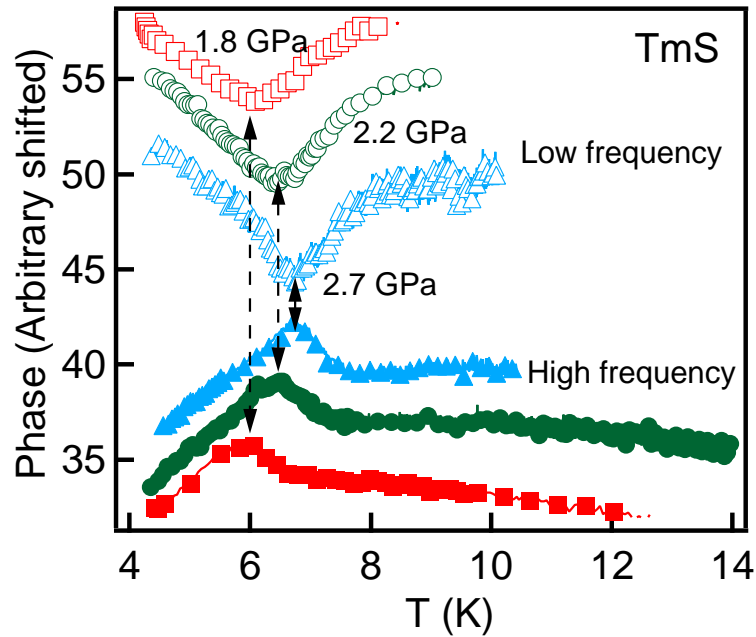 TmS
1.8 GPa
2.2 GPa
Low frequency
2.7 GPa
High frequency
Phase (Arbitrary shifted)
55
50
45
40
35
4 6 8 10 12 14
T (K)